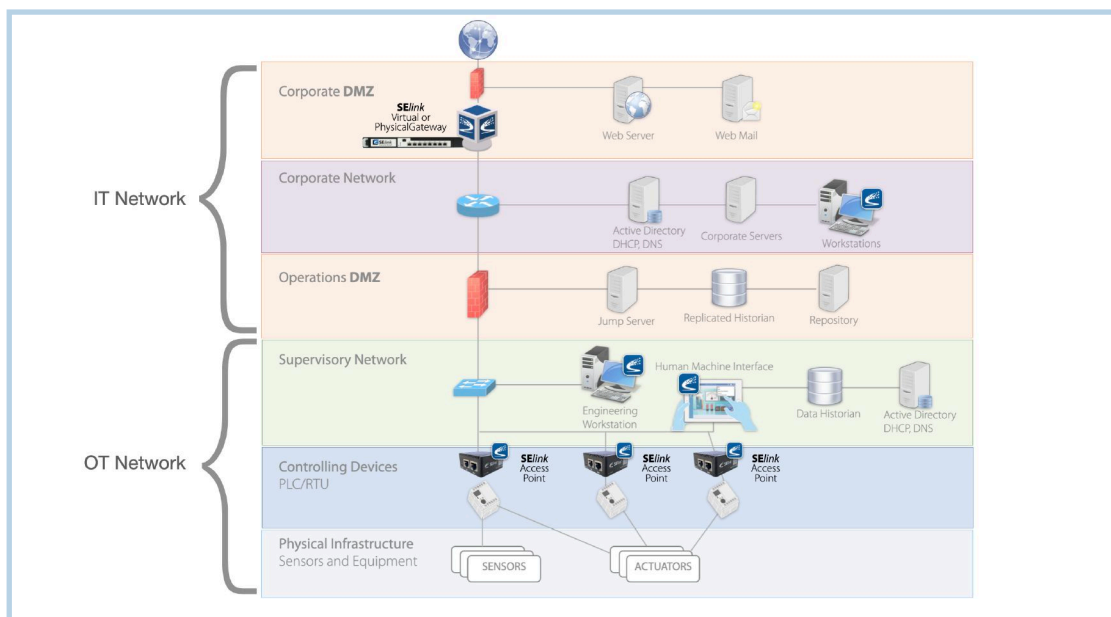 Corporate DMZ
SElink
Virtual or
PhysicalGateway
SElink
Web Server
Web Mail
IT Network
Corporate Network
Active Directory
DHCP, DNS
Corporate Servers
Workstations
Operations DMZ
Jump Server
Replicated Historian
Repository
OT Network
Supervisory Network
Engineering
Workstation
Human Machine Interface
Data Historian
Active Directory
DHCP, DNS
Controlling Devices
PLC/RTU
SElink
Access
Point
SElink
Access
Point
SElink
Access
Point
Physical Infrastructure
Sensors and Equipment
SENSORS
ACTUATORS